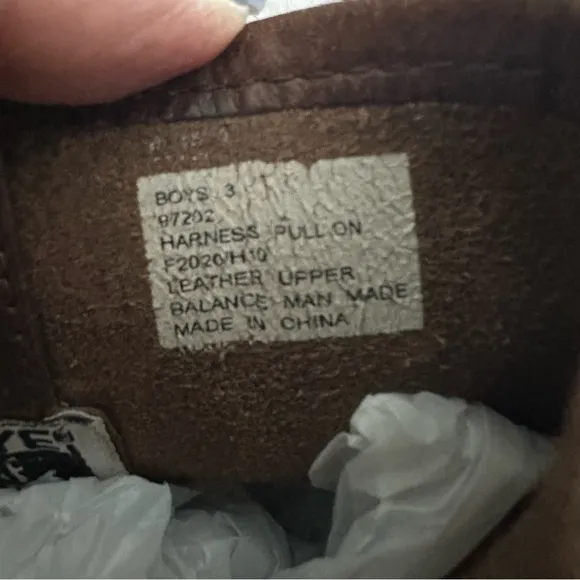 BOYS 3
97202
HARNESS PULL ON
F2020/H10
LEATHER UPPER
BALANCE MAN MADE
MADE IN CHINA